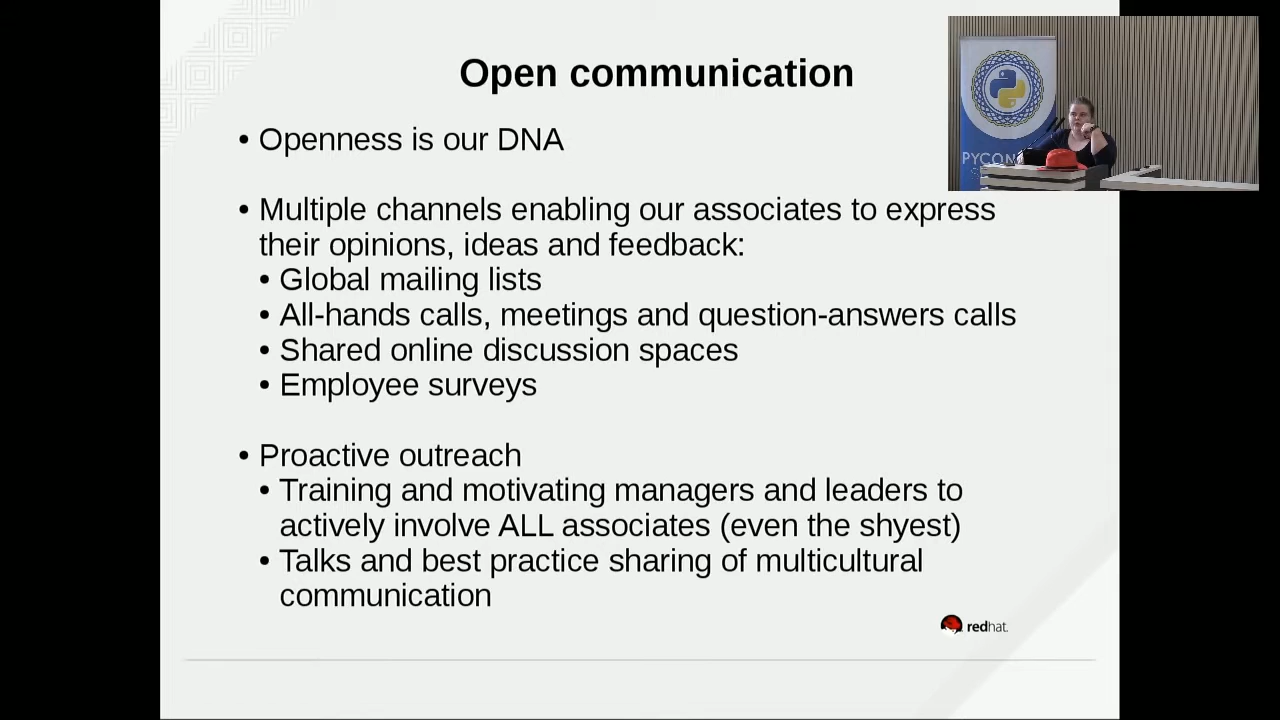 Open communication
• Openness is our DNA
• Multiple channels enabling our associates to express
their opinions, ideas and feedback:
• Global mailing lists
• All-hands calls, meetings and question-answers calls
• Shared online discussion spaces
• Employee surveys
• Proactive outreach
• Training and motivating managers and leaders to
actively involve ALL associates (even the shyest)
• Talks and best practice sharing of multicultural
communication
redhat.
PYCON